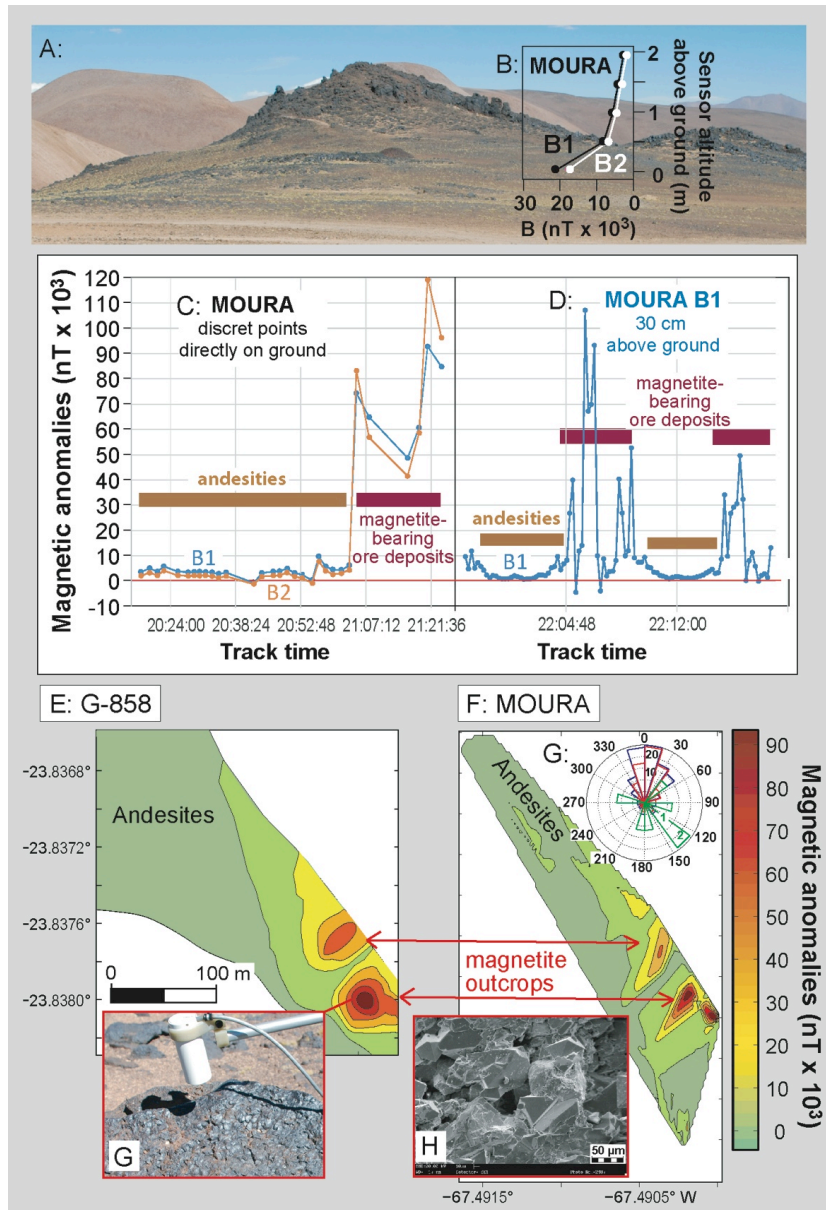 A:
B: MOURA
B1
B2
2
1
0
Sensor altitude
above ground (m)
30 20 10 0
B (nT x 10³)
Magnetic anomalies (nT x 10³)
120
110
100
90
80
70
60
50
40
30
20
10
0
-10
C: MOURA
discret points
directly on ground
andesities
magnetite-
bearing
ore deposits
B1
B2
20:24:00 20:38:24 20:52:48 21:07:12 21:21:36
Track time
D: MOURA B1
30 cm
above ground
magnetite-
bearing
ore deposits
andesities
B1
22:04:48 22:12:00
Track time
E: G-858
−23.8368
−23.8372
−23.8376
−23.8380
Andesites
0 100 m
magnetite
outcrops
F: MOURA
Andesites
G:
0
30
60
90
120
150
180
210
240
270
300
330
20
10
1
2
−67.4915° −67.4905° W
90
80
70
60
50
40
30
20
10
0
Magnetic anomalies (nT x 10³)
G
H
50 µm